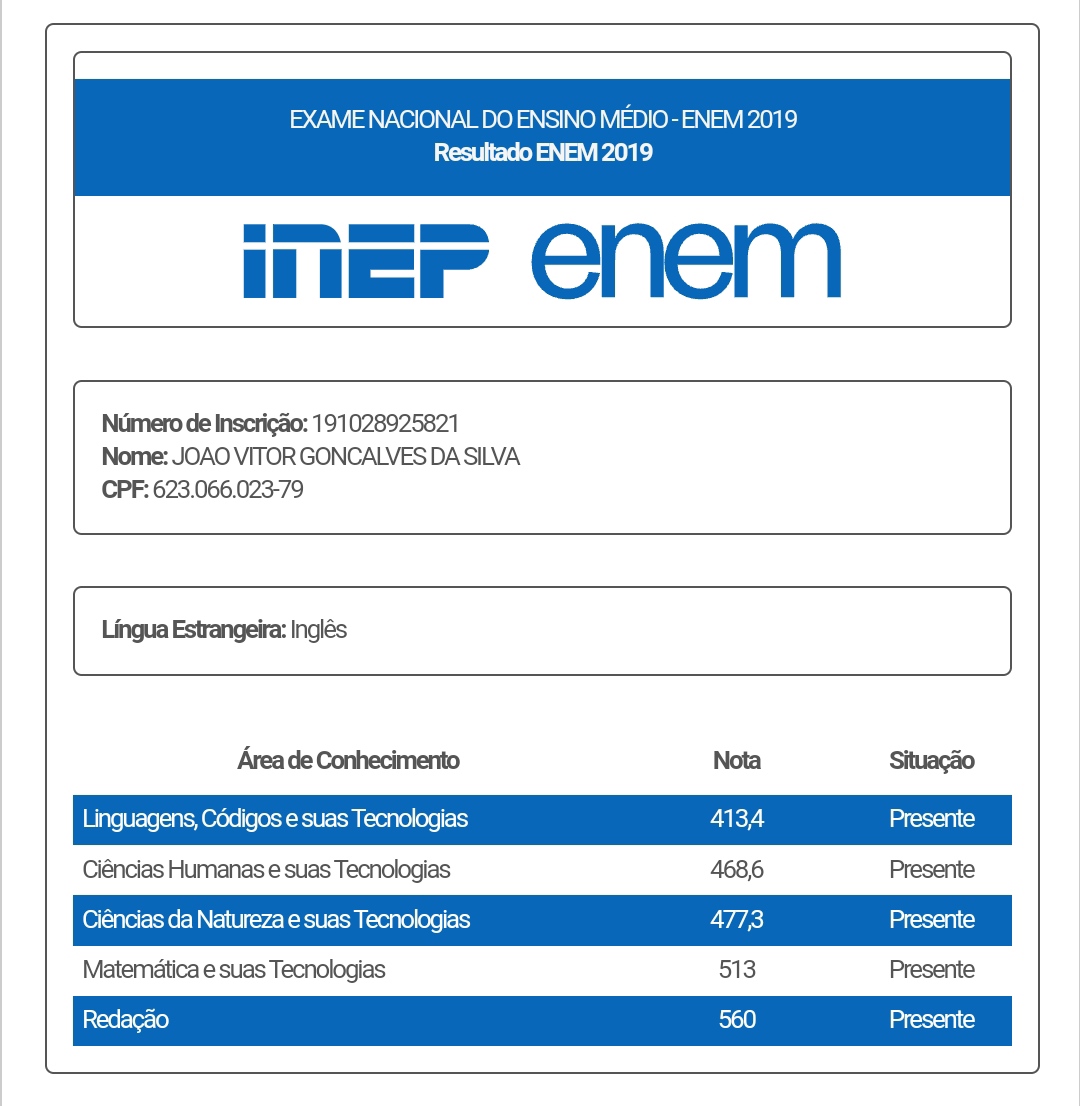 EXAME NACIONAL DO ENSINO MÉDIO - ENEM 2019
Resultado ENEM 2019
inep enem
Número de Inscrição: 191028925821
Nome: JOAO VITOR GONCALVES DA SILVA
CPF: 623.066.023-79
Língua Estrangeira: Inglês
Área de Conhecimento Nota Situação
Linguagens, Códigos e suas Tecnologias 413,4 Presente
Ciências Humanas e suas Tecnologias 468,6 Presente
Ciências da Natureza e suas Tecnologias 477,3 Presente
Matemática e suas Tecnologias 513 Presente
Redação 560 Presente